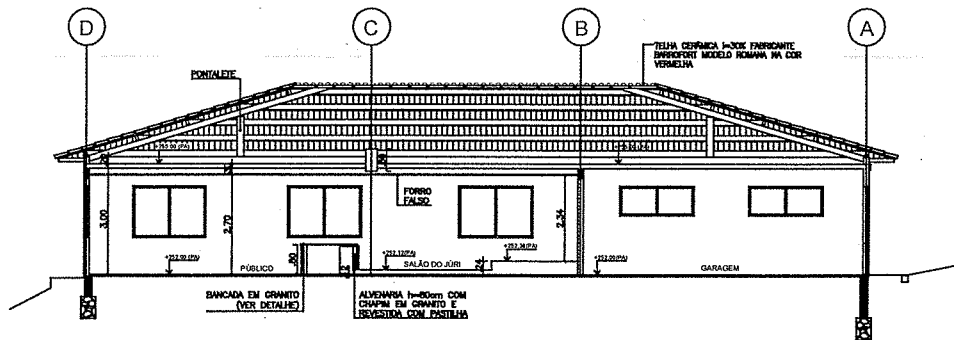 D
C
B
A
TELHA CERÂMICA i=30% FABRICANTE
BARROFORT MODELO ROMANA NA COR
VERMELHA
PONTALETE
3.00
2.70
FORRO
FALSO
2.34
+252.00(PA)
PÚBLICO
.80
.12
+252.12(PA)
SALÃO DO JÚRI
.24
+252.36(PA)
+252.00(PA)
GARAGEM
BANCADA EM GRANITO
(VER DETALHE)
ALVENARIA h=80cm COM
CHAPIM EM GRANITO E
REVESTIDA COM PASTILHA